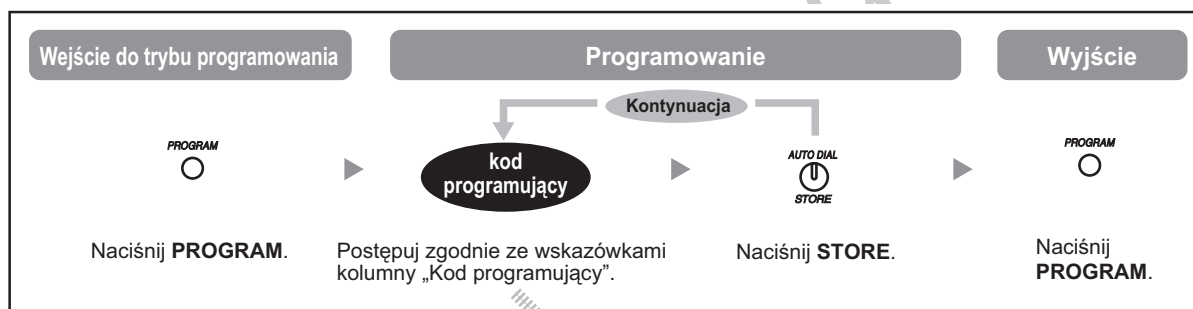 Wejście do trybu programowania
Programowanie
Wyjście
Kontynuacja
PROGRAM
kod
programujący
AUTO DIAL
STORE
PROGRAM
Naciśnij PROGRAM.
Postępuj zgodnie ze wskazówkami
kolumny „Kod programujący”.
Naciśnij STORE.
Naciśnij
PROGRAM.